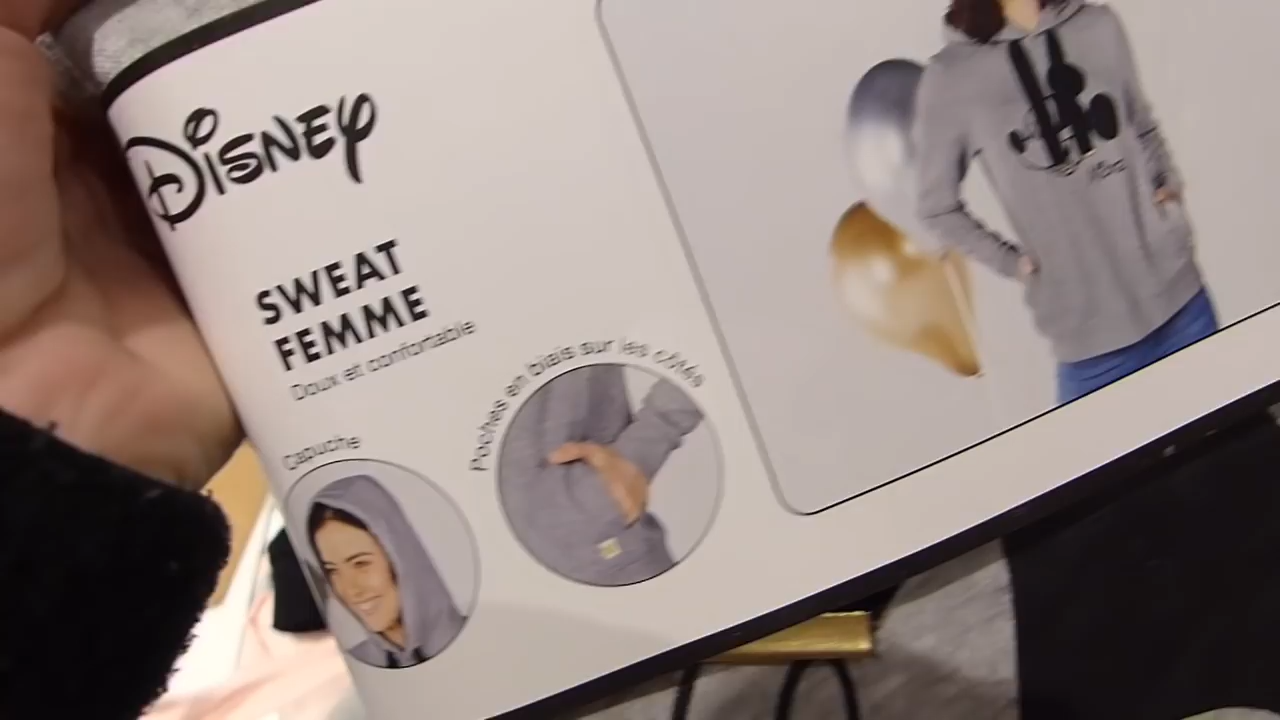 DISNEY
SWEAT
FEMME
Doux et confortable
Poches en biais sur les côtés
Capuche